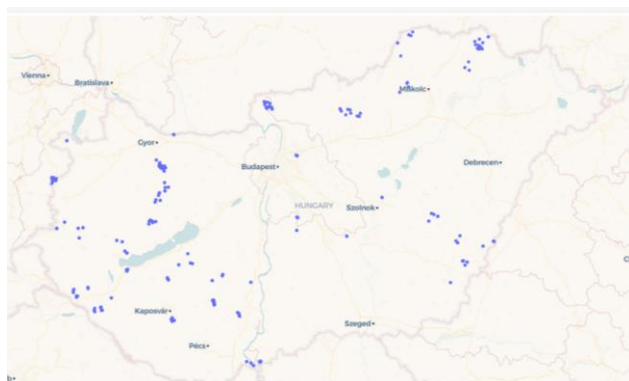 Vienna
Bratislava
Miskolc
Gyor
Budapest
Debrecen
HUNGARY
Szolnok
Kaposvár
Szeged
Pécs